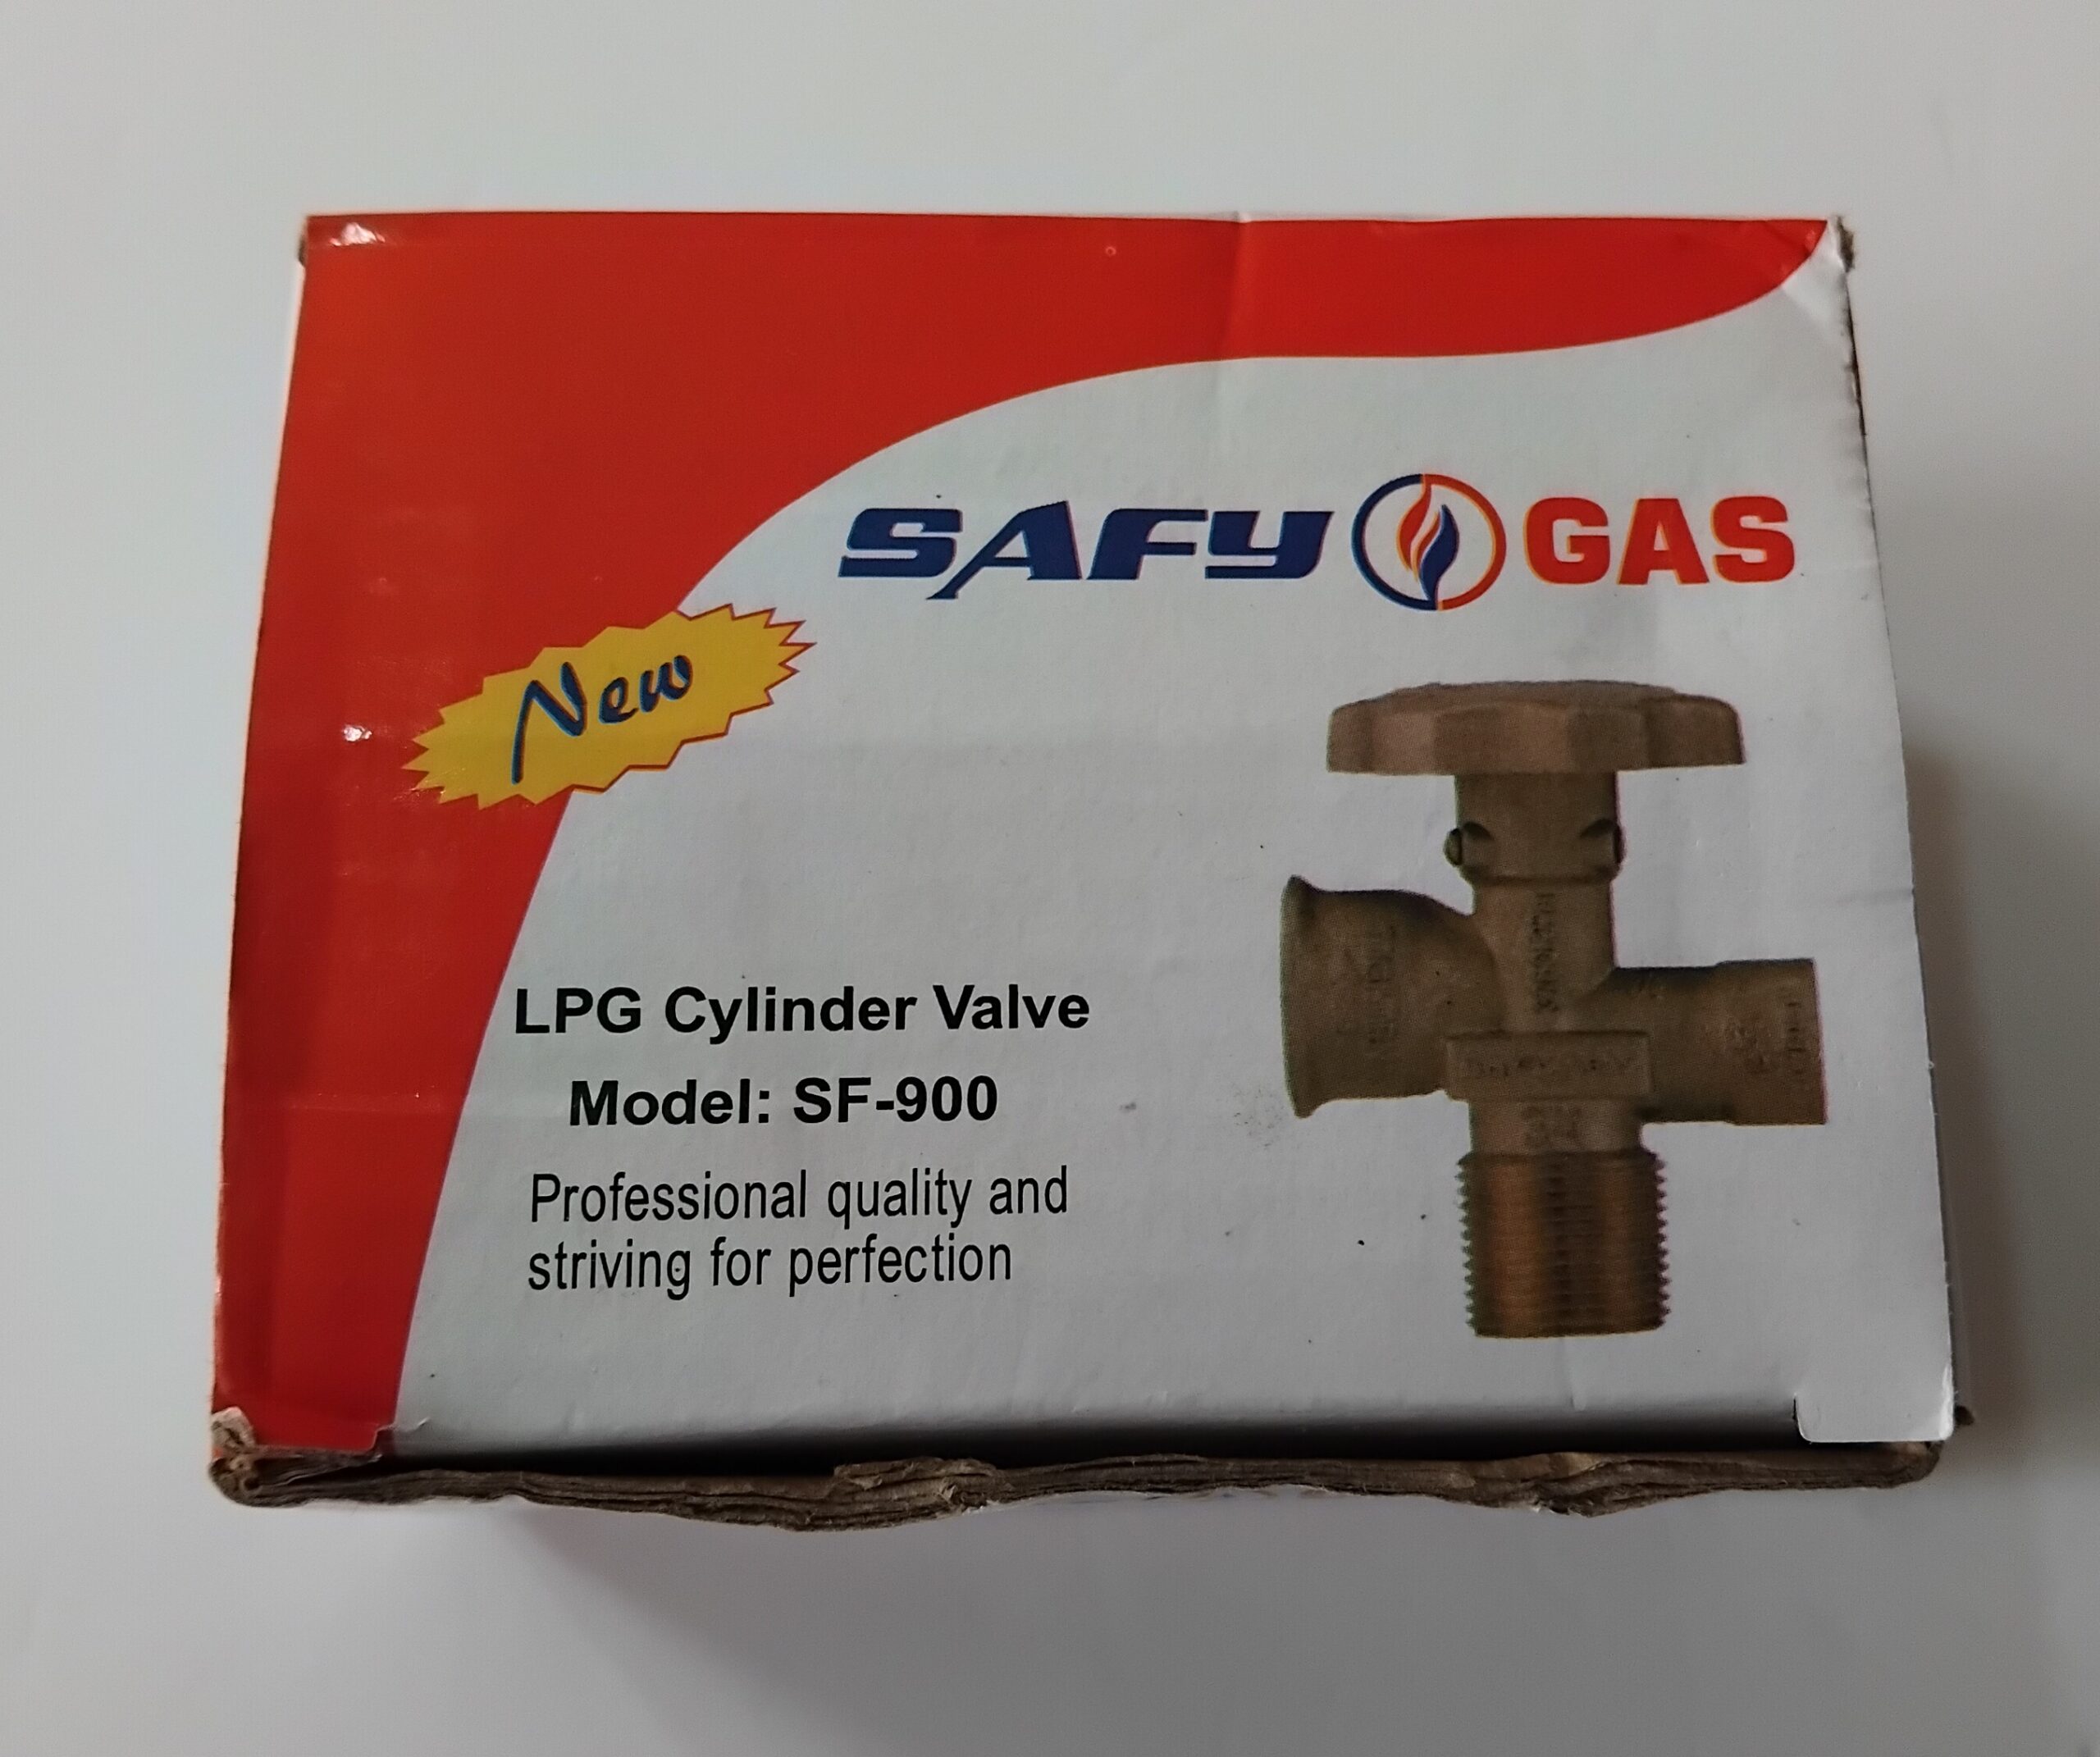 SAFY GAS
New
LPG Cylinder Valve
Model: SF-900
Professional quality and
striving for perfection